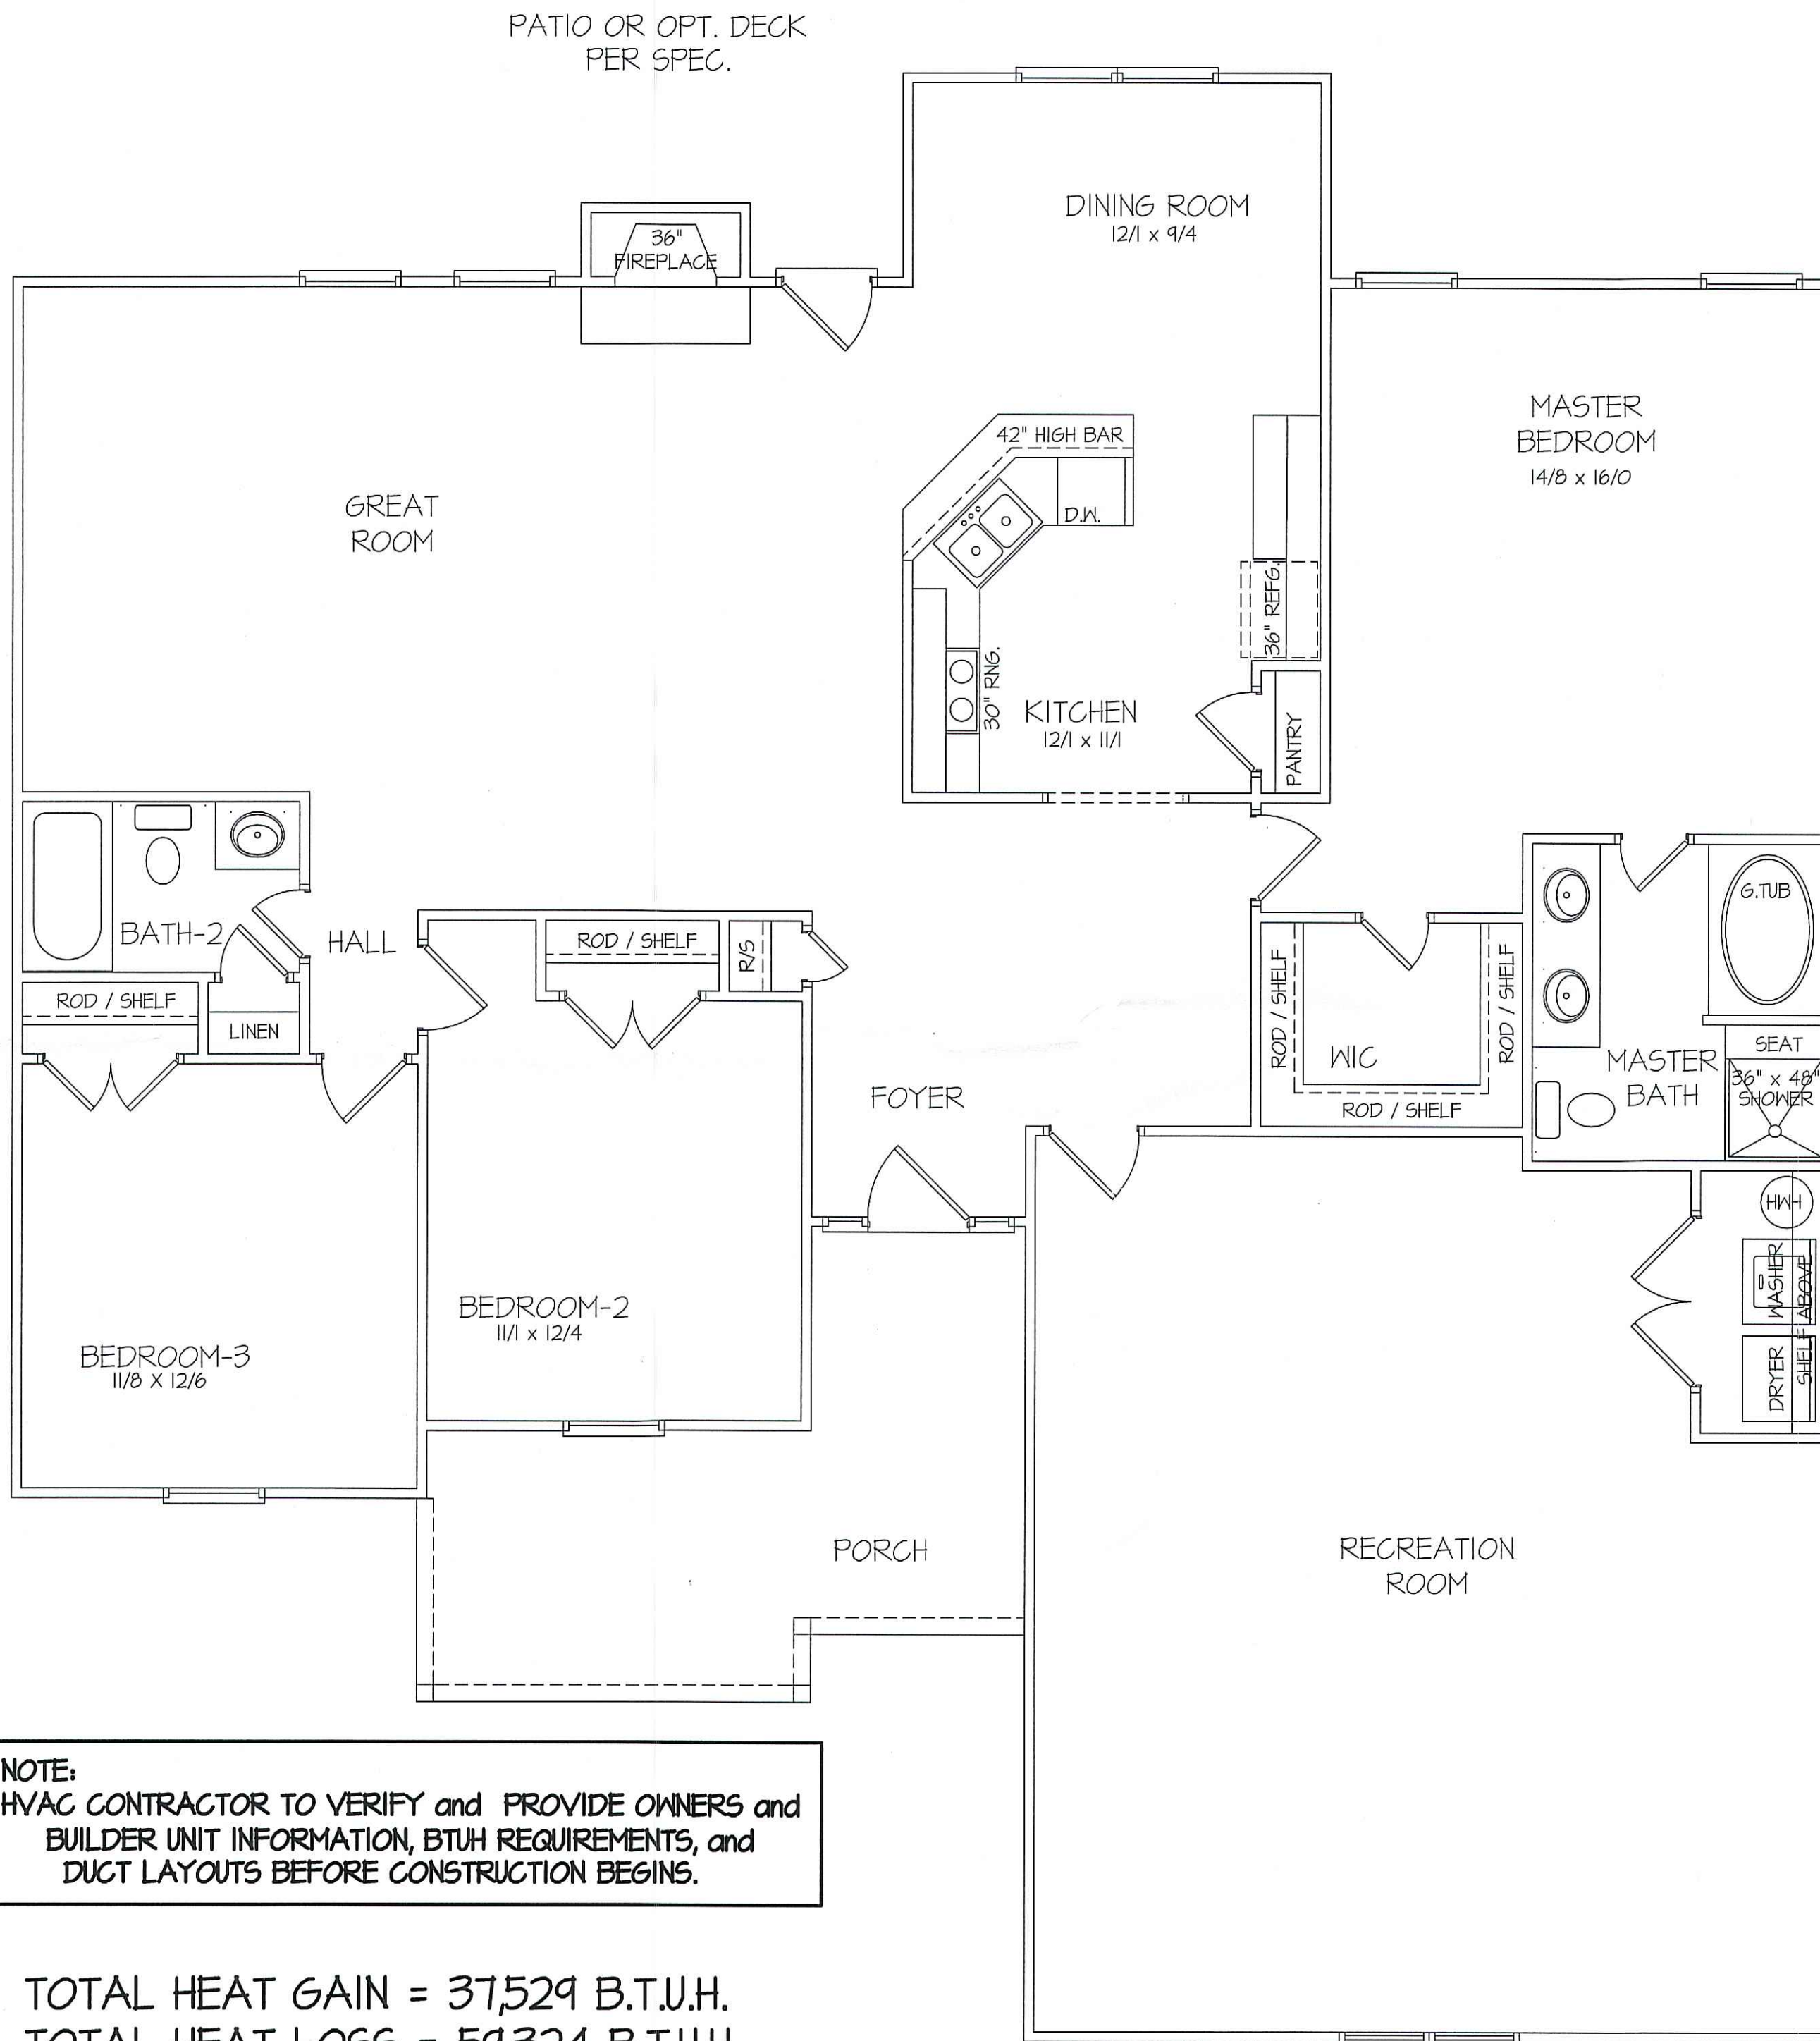 PATIO OR OPT. DECK
PER SPEC.
DINING ROOM
12/1 x 9/4
36"
FIREPLACE
MASTER
BEDROOM
14/8 x 16/0
42" HIGH BAR
GREAT
ROOM
D.W.
36" REFG.
30" RNG.
KITCHEN
12/1 x 11/1
PANTRY
G.TUB
BATH-2
HALL
ROD / SHELF
R/S
ROD / SHELF
ROD / SHELF
ROD / SHELF
LINEN
WIC
SEAT
MASTER
BATH
36" x 48"
SHOWER
FOYER
ROD / SHELF
HWH
WASHER
SHELF ABOVE
DRYER
BEDROOM-2
11/1 x 12/4
BEDROOM-3
11/8 X 12/6
PORCH
RECREATION
ROOM
NOTE:
HVAC CONTRACTOR TO VERIFY and PROVIDE OWNERS and
BUILDER UNIT INFORMATION, BTUH REQUIREMENTS, and
DUCT LAYOUTS BEFORE CONSTRUCTION BEGINS.
TOTAL HEAT GAIN = 37,529 B.T.U.H.
TOTAL HEAT LOSS = 59,324 B.T.U.H.